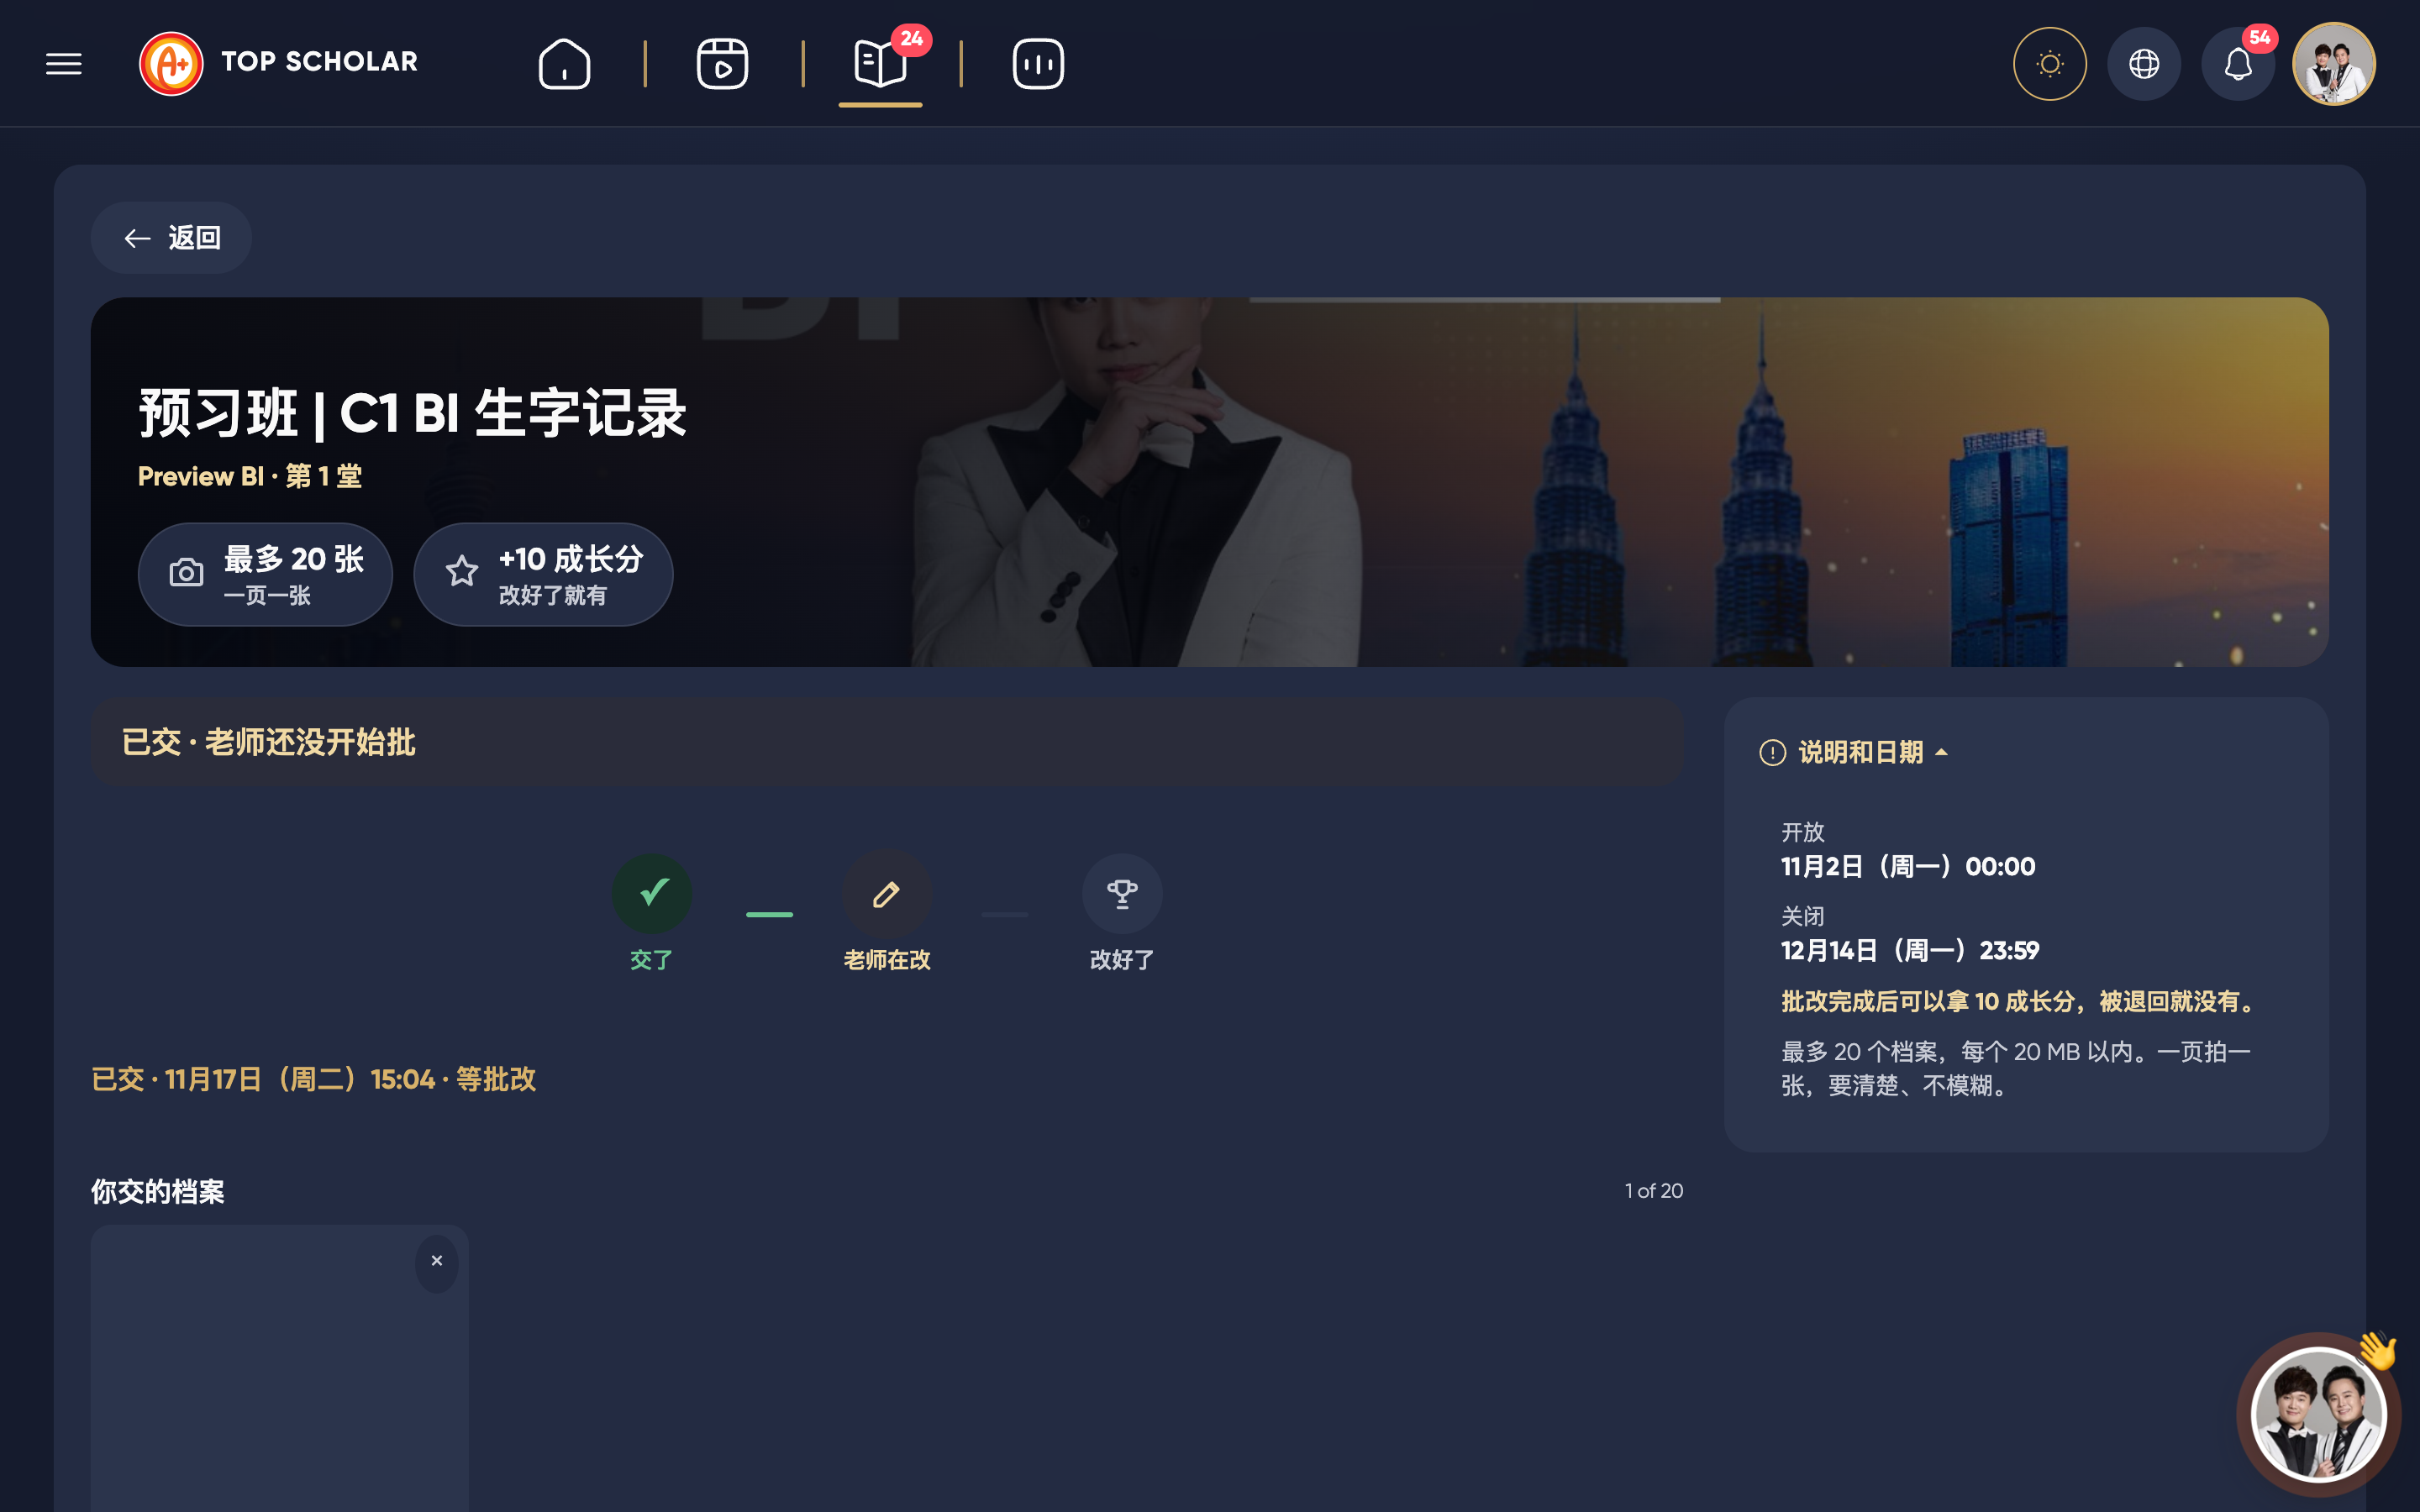 A+
TOP SCHOLAR
24
54
返回
BI
预习班 | C1 BI 生字记录
Preview BI · 第 1 堂
最多 20 张
一页一张
+10 成长分
改好了就有
已交 · 老师还没开始批
交了
老师在改
改好了
已交 · 11月17日（周二）15:04 · 等批改
你交的档案
1 of 20
说明和日期
开放
11月2日（周一）00:00
关闭
12月14日（周一）23:59
批改完成后可以拿 10 成长分，被退回就没有。
最多 20 个档案，每个 20 MB 以内。一页拍一
张，要清楚、不模糊。